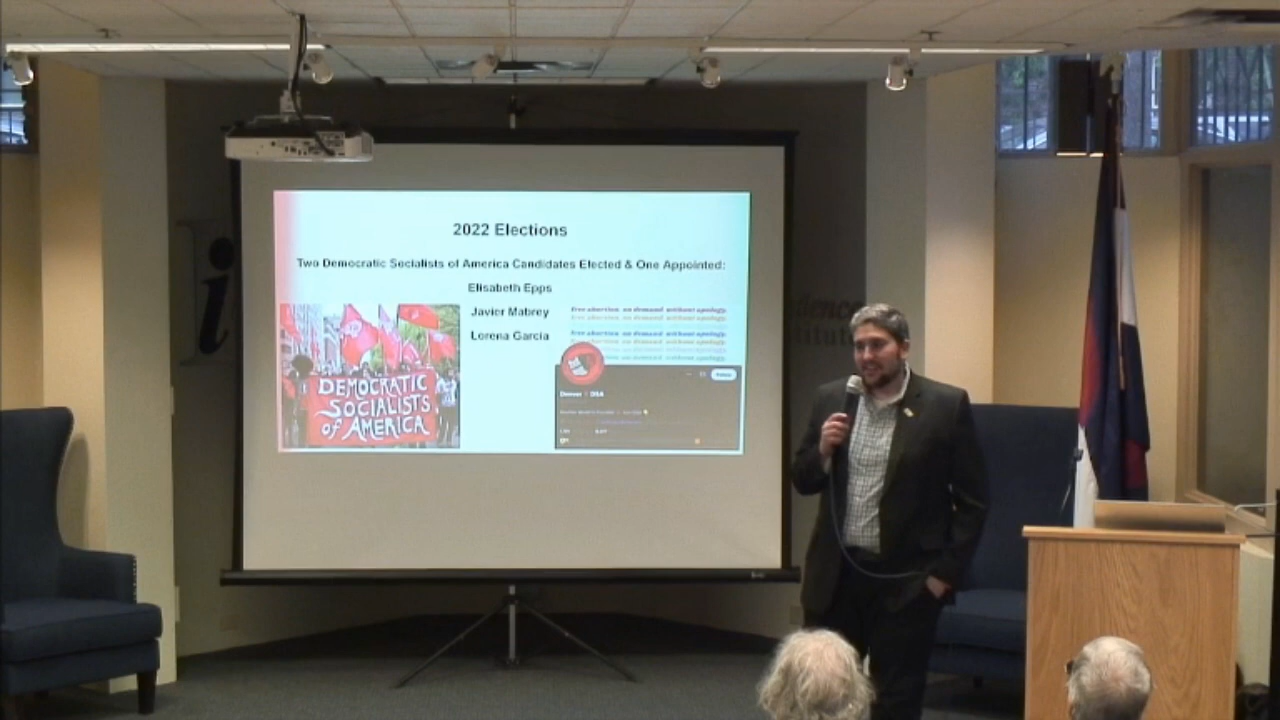 2022 Elections
Two Democratic Socialists of America Candidates Elected & One Appointed:
Elisabeth Epps
Javier Mabrey
Lorena Garcia
free abortion on demand without apology
free abortion on demand without apology
free abortion on demand without apology
DEMOCRATIC
SOCIALISTS
of AMERICA
Denver DSA
i